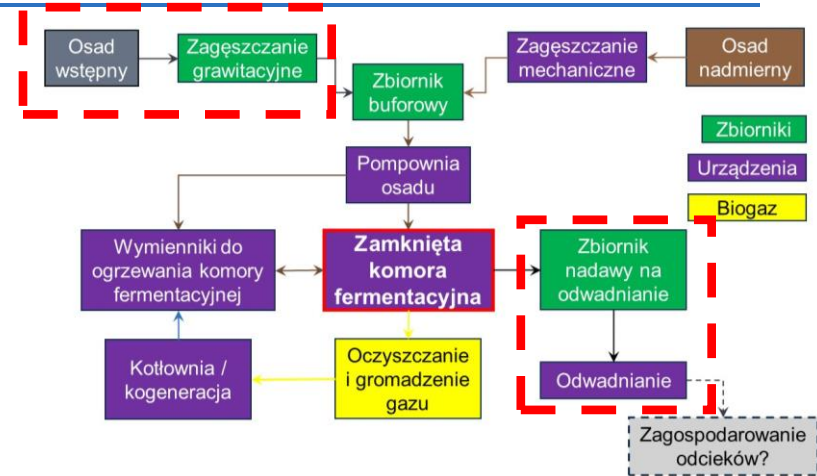 Osad
wstępny
Zagęszczanie
grawitacyjne
Zbiornik
buforowy
Zagęszczanie
mechaniczne
Osad
nadmierny
Zbiorniki
Urządzenia
Biogaz
Pompownia
osadu
Wymienniki do
ogrzewania komory
fermentacyjnej
Zamknięta
komora
fermentacyjna
Zbiornik
nadawy na
odwadnianie
Kotłownia /
kogeneracja
Oczyszczanie
i gromadzenie
gazu
Odwadnianie
Zagospodarowanie
odcieków?